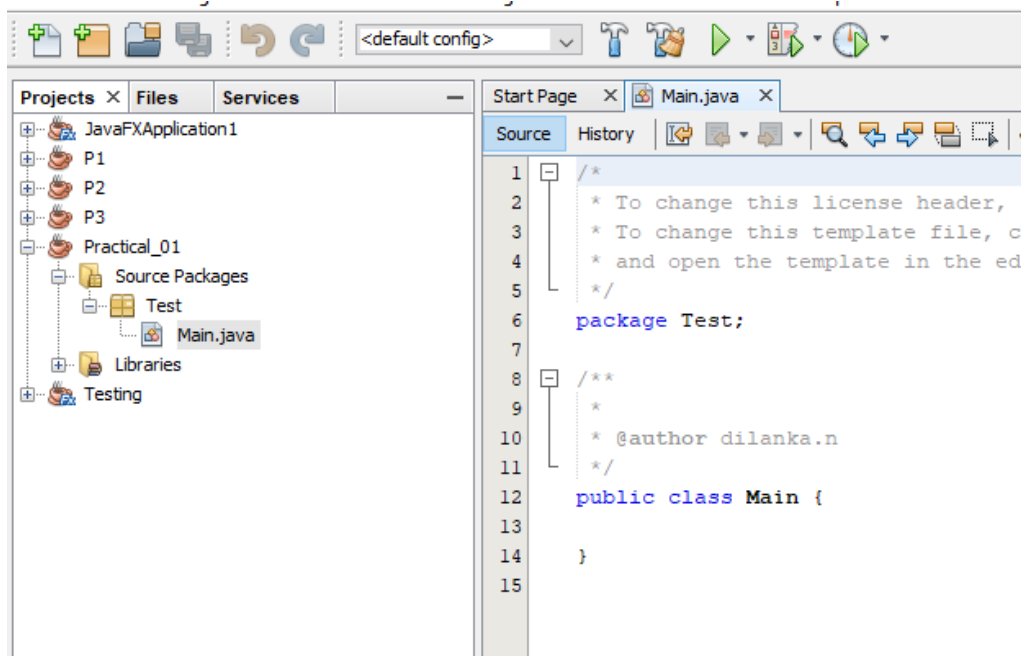 <default config>
Projects
Files
Services
JavaFXApplication1
P1
P2
P3
Practical_01
Source Packages
Test
Main.java
Libraries
Testing
Start Page
Main.java
Source
History
1 /*
2 * To change this license header,
3 * To change this template file, c
4 * and open the template in the ed
5 */
6 package Test;
7
8 /**
9 *
10 * @author dilanka.n
11 */
12 public class Main {
13
14 }
15